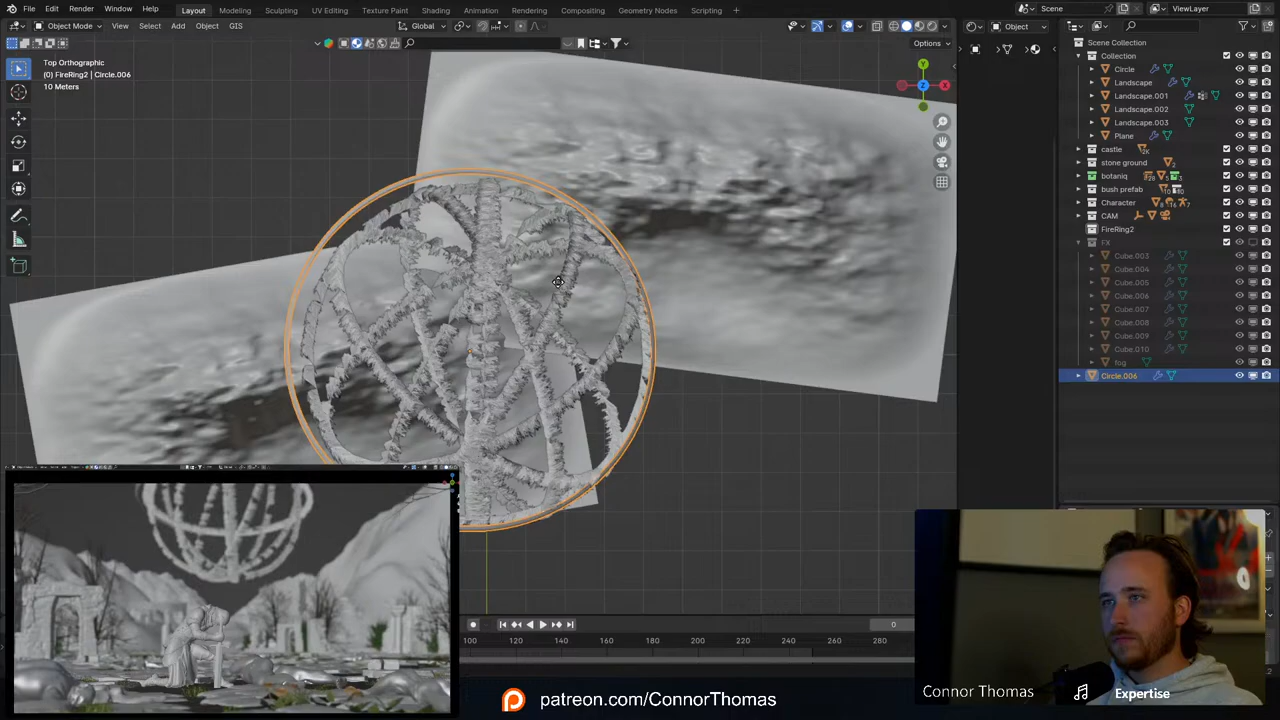 File Edit Render Window Help Layout Modeling Sculpting UV Editing Texture Paint Shading Animation Rendering Compositing Geometry Nodes Scripting Scene ViewLayer
Object Mode View Select Add Object GIS Global Object
Options
Top Orthographic
(0) FireRing2 | Circle.006
10 Meters
Y
X
Z
Scene Collection
Collection
Circle
Landscape
Landscape.001
Landscape.002
Landscape.003
Plane
castle
stone ground
botaniq
bush prefab
Character
CAM
FireRing2
FX
Cube.003
Cube.004
Cube.005
Cube.006
Cube.007
Cube.008
Cube.009
Cube.010
fog
Circle.006
0
100 120 140 160 180 200 220 240 260 280
patreon.com/ConnorThomas
Connor Thomas
Expertise